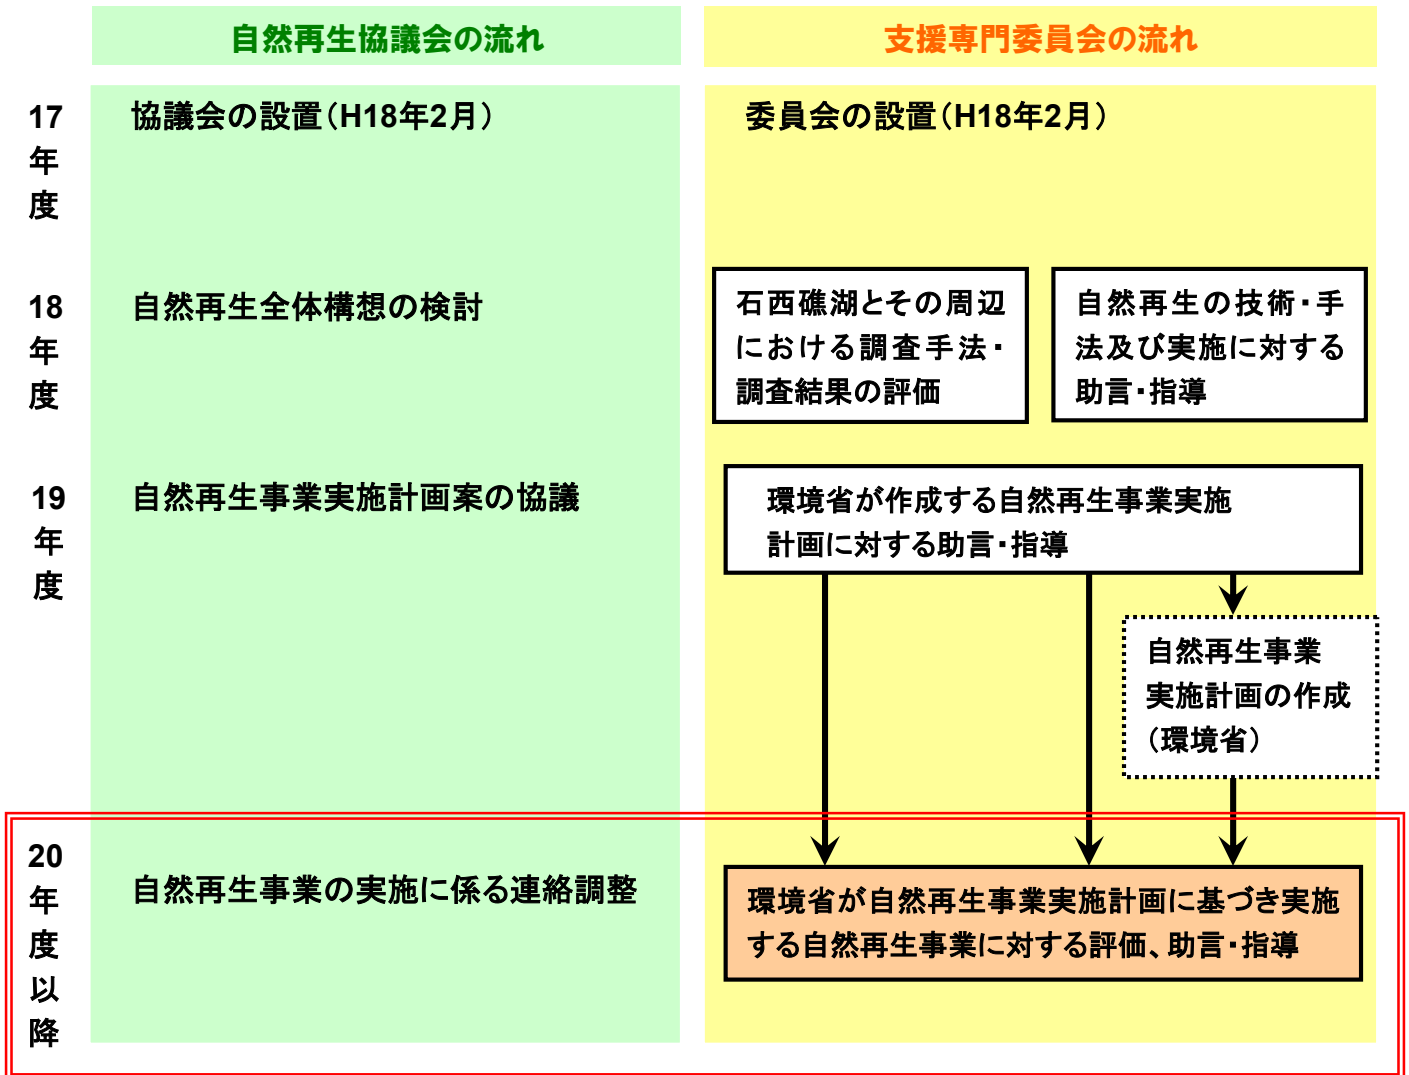 自然再生協議会の流れ
支援専門委員会の流れ
17
年
度
協議会の設置（H18年2月）
委員会の設置（H18年2月）
18
年
度
自然再生全体構想の検討
石西礁湖とその周辺
における調査手法・
調査結果の評価
自然再生の技術・手
法及び実施に対する
助言・指導
19
年
度
自然再生事業実施計画案の協議
環境省が作成する自然再生事業実施
計画に対する助言・指導
自然再生事業
実施計画の作成
（環境省）
20
年
度
以
降
自然再生事業の実施に係る連絡調整
環境省が自然再生事業実施計画に基づき実施
する自然再生事業に対する評価、助言・指導